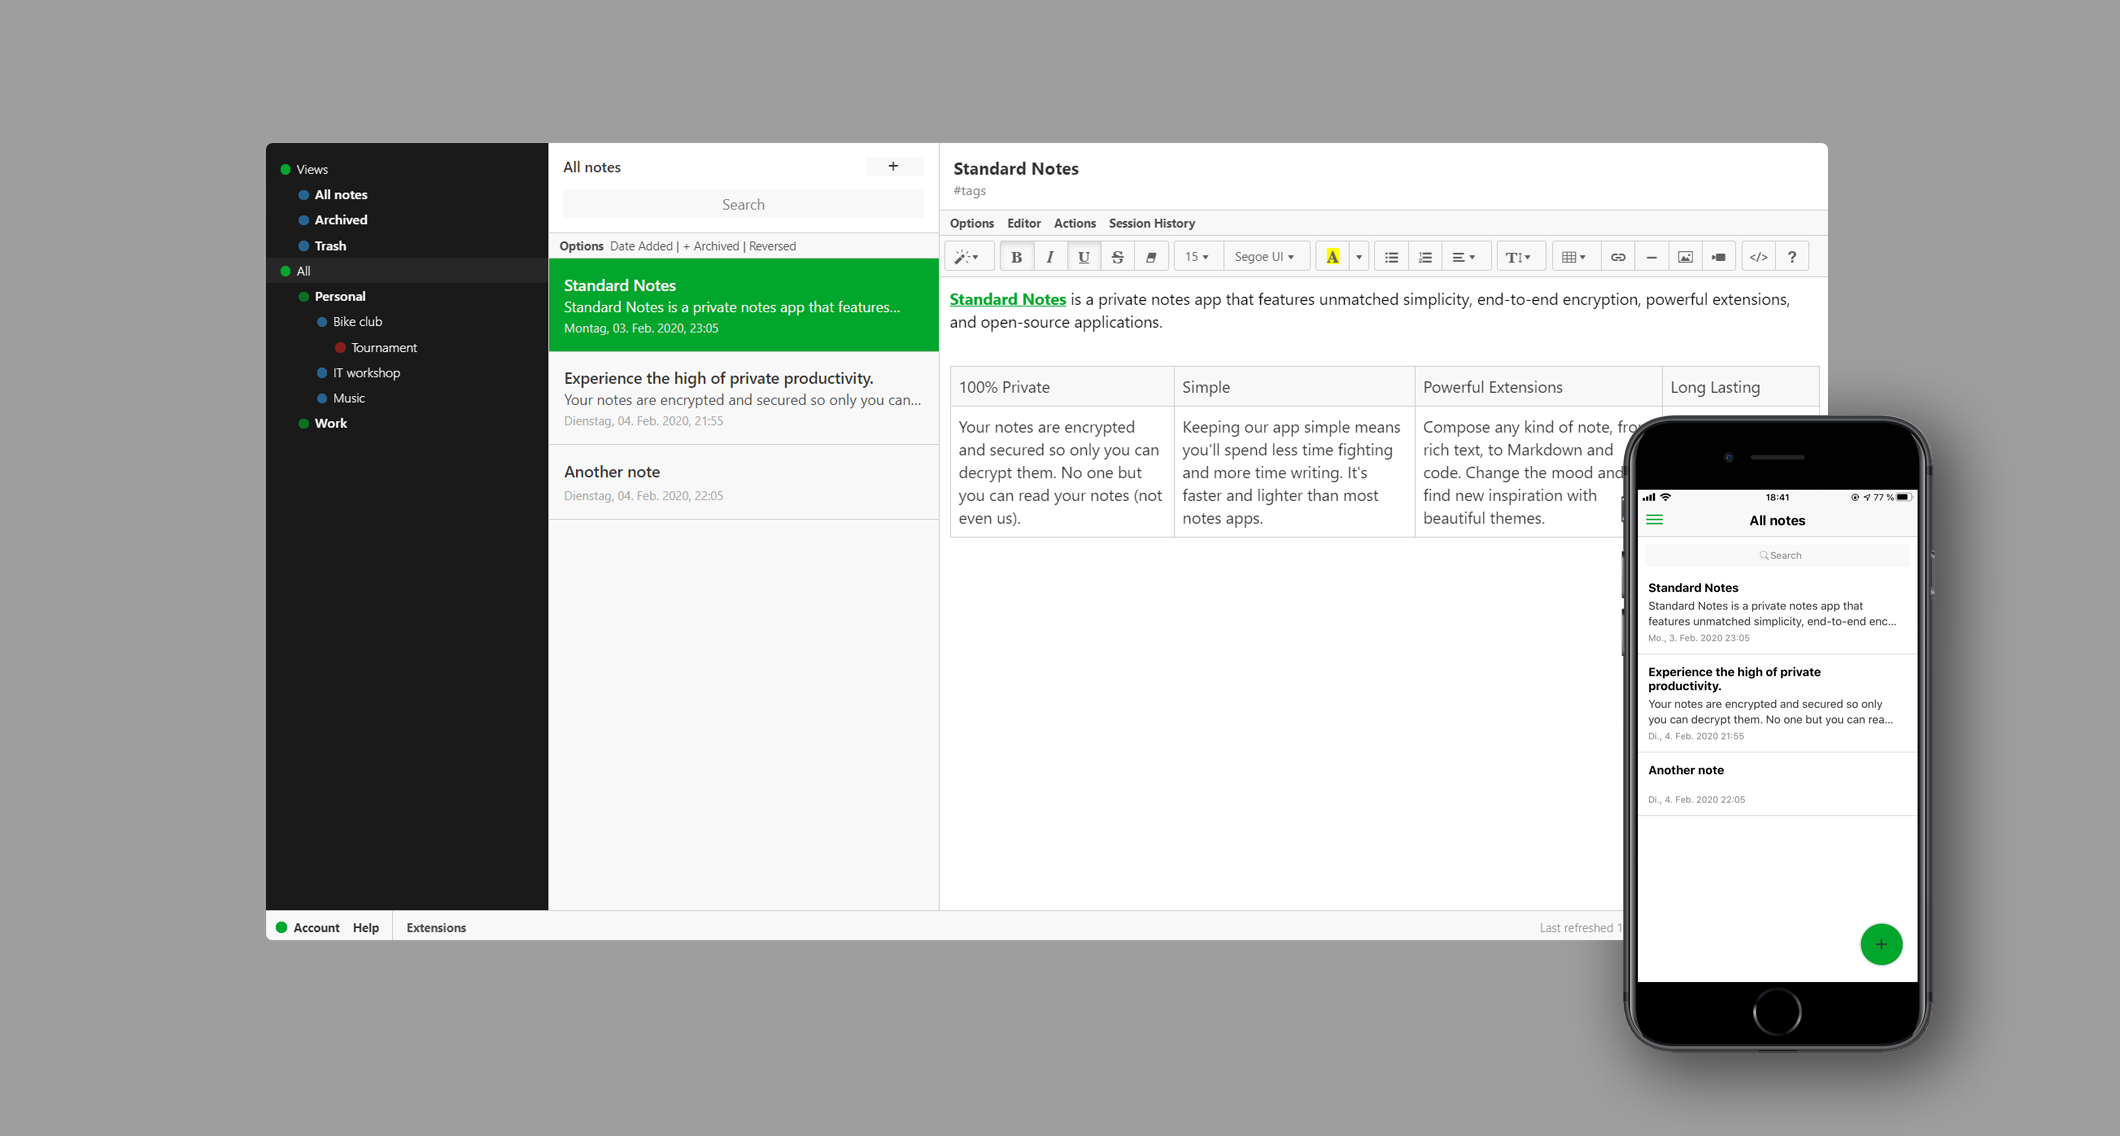 Views
All notes
Archived
Trash
All
Personal
Bike club
Tournament
IT workshop
Music
Work
All notes
+
Search
Options Date Added | + Archived | Reversed
Standard Notes
Standard Notes is a private notes app that features...
Montag, 03. Feb. 2020, 23:05
Experience the high of private productivity.
Your notes are encrypted and secured so only you can...
Dienstag, 04. Feb. 2020, 21:55
Another note
Dienstag, 04. Feb. 2020, 22:05
Standard Notes
#tags
Options Editor Actions Session History
B I U S 15 Segoe UI A T </> ?
Standard Notes is a private notes app that features unmatched simplicity, end-to-end encryption, powerful extensions,
and open-source applications.
100% Private
Simple
Powerful Extensions
Long Lasting
Your notes are encrypted
and secured so only you can
decrypt them. No one but
you can read your notes (not
even us).
Keeping our app simple means
you'll spend less time fighting
and more time writing. It's
faster and lighter than most
notes apps.
Compose any kind of note,
rich text, to Markdown and
code. Change the mood and
find new inspiration with
beautiful themes.
Account Help Extensions
Last refreshed
18:41
77 %
All notes
Search
Standard Notes
Standard Notes is a private notes app that
features unmatched simplicity, end-to-end enc...
Mo., 3. Feb. 2020 23:05
Experience the high of private
productivity.
Your notes are encrypted and secured so only
you can decrypt them. No one but you can rea...
Di., 4. Feb. 2020 21:55
Another note
Di., 4. Feb. 2020 22:05
+